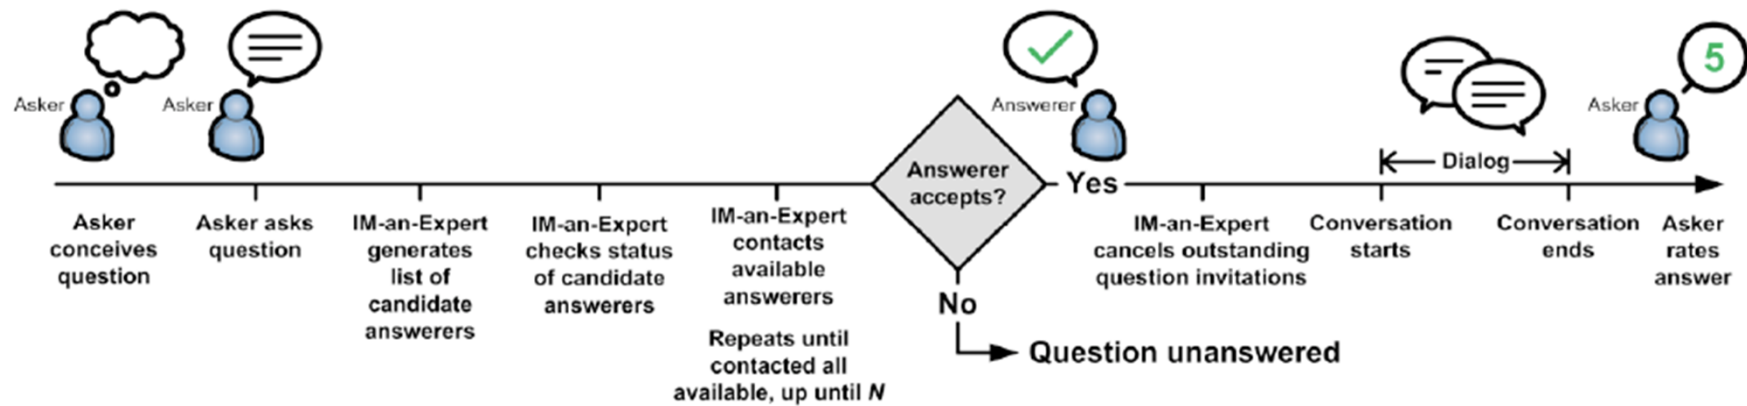 Asker
Asker
Answerer
Asker
5
Dialog
Answerer
accepts?
Yes
Asker
conceives
question
Asker asks
question
IM-an-Expert
generates
list of
candidate
answerers
IM-an-Expert
checks status
of candidate
answerers
IM-an-Expert
contacts
available
answerers
Repeats until
contacted all
available, up until N
No
Question unanswered
IM-an-Expert
cancels outstanding
question invitations
Conversation
starts
Conversation
ends
Asker
rates
answer